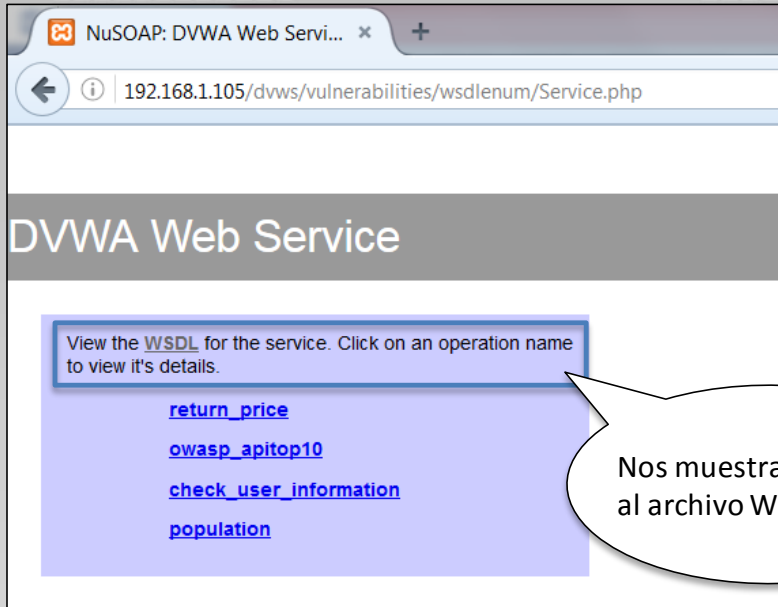 NuSOAP: DVWA Web Servi...
192.168.1.105/dvws/vulnerabilities/wsdlenum/Service.php
DVWA Web Service
View the WSDL for the service. Click on an operation name
to view it's details.
return_price
owasp_apitop10
check_user_information
population
Nos muestra
al archivo W